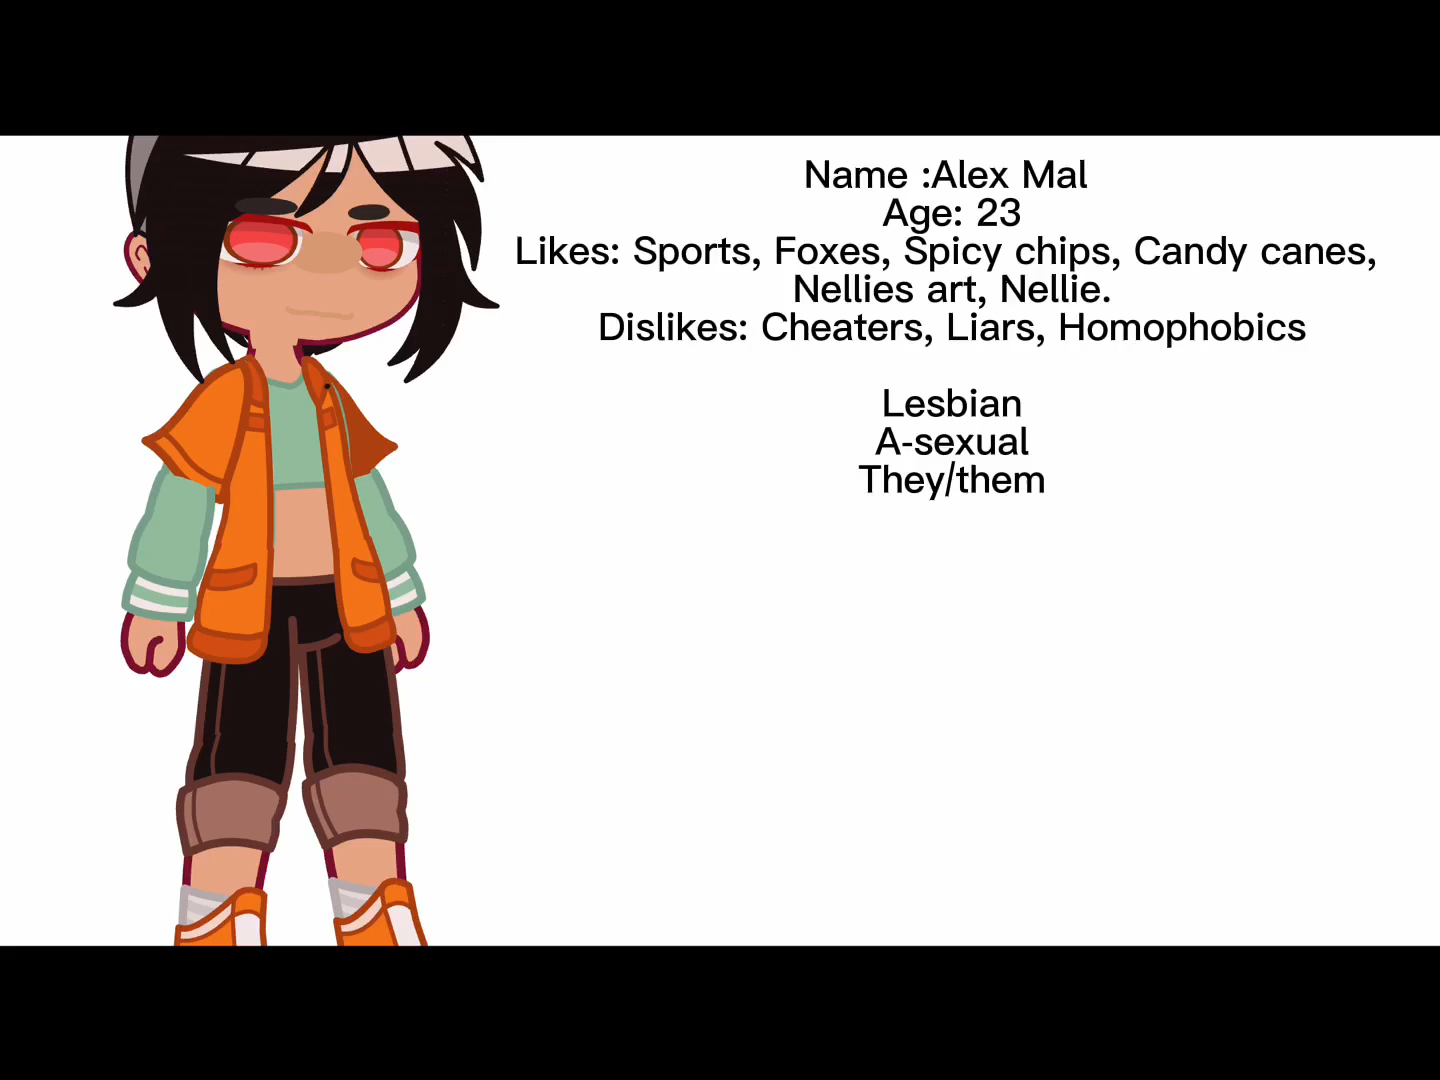 Name :Alex Mal
Age: 23
Likes: Sports, Foxes, Spicy chips, Candy canes,
Nellies art, Nellie.
Dislikes: Cheaters, Liars, Homophobics
Lesbian
A-sexual
They/them